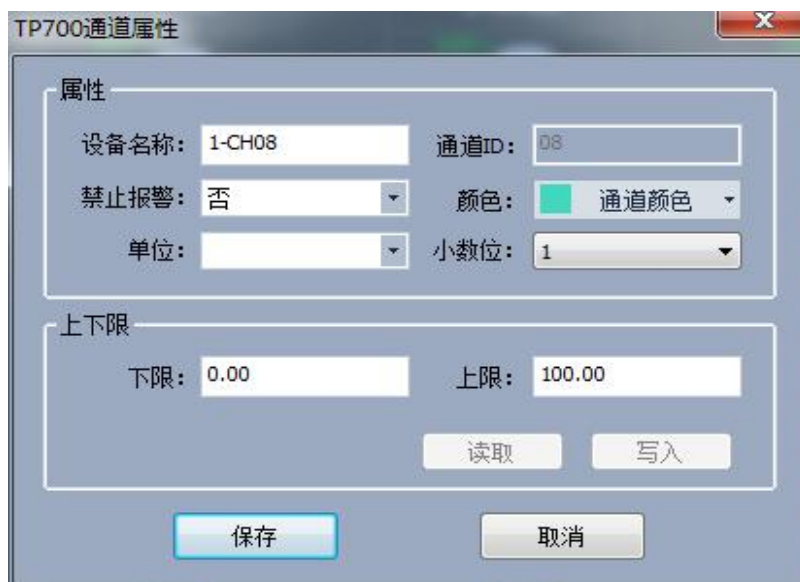 TP700通道属性
属性
设备名称： 1-CH08 通道ID： 08
禁止报警： 否 颜色： 通道颜色
单位： 小数位： 1
上下限
下限： 0.00 上限： 100.00
读取 写入
保存 取消